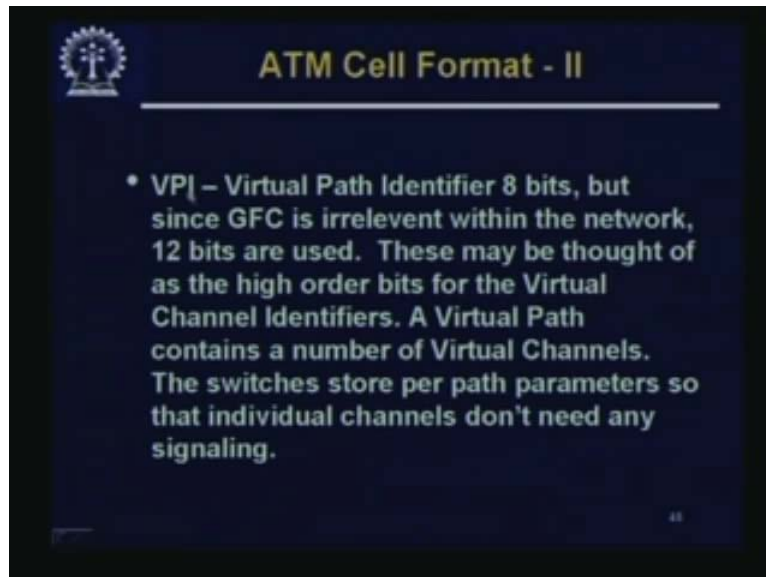 ATM Cell Format - II
• VPI – Virtual Path Identifier 8 bits, but
since GFC is irrelevent within the network,
12 bits are used. These may be thought of
as the high order bits for the Virtual
Channel Identifiers. A Virtual Path
contains a number of Virtual Channels.
The switches store per path parameters so
that individual channels don't need any
signaling.